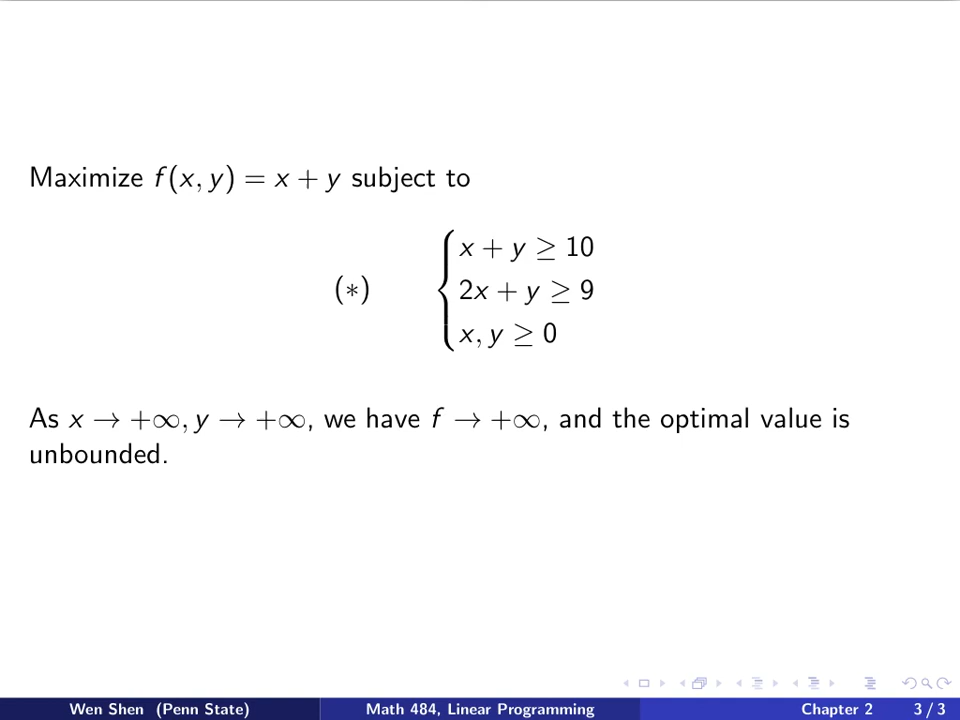 Maximize f(x, y) = x + y subject to
x + y ≥ 10
(∗) 2x + y ≥ 9
x, y ≥ 0
As x → +∞, y → +∞, we have f → +∞, and the optimal value is
unbounded.
Wen Shen (Penn State) Math 484, Linear Programming Chapter 2 3 / 3